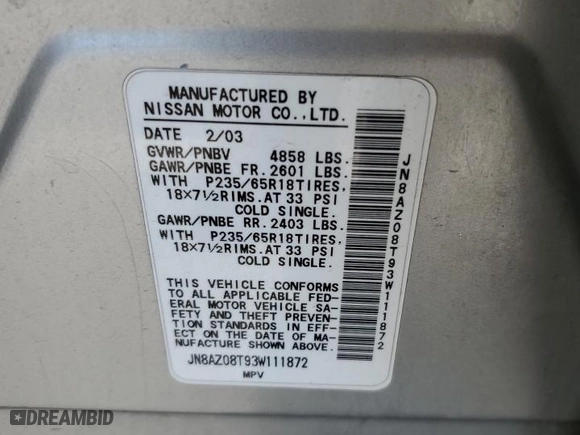 MANUFACTURED BY
NISSAN MOTOR CO.,LTD.
DATE 2/03
GVWR/PNBV 4858 LBS.
GAWR/PNBE FR.2601 LBS.
WITH P235/65R18TIRES,
18×7½RIMS.AT 33 PSI
COLD SINGLE.
GAWR/PNBE RR.2403 LBS.
WITH P235/65R18TIRES,
18×7½RIMS.AT 33 PSI
COLD SINGLE.
THIS VEHICLE CONFORMS
TO ALL APPLICABLE FED-
ERAL MOTOR VEHICLE SA-
FETY AND THEFT PREVEN-
TION STANDARDS IN EFF-
ECT ON THE DATE OF MA-
NUFACTURE SHOWN ABOVE.
JN8AZ08T93W111872
MPV
JN8AZ08T93W111872
DREAMBID